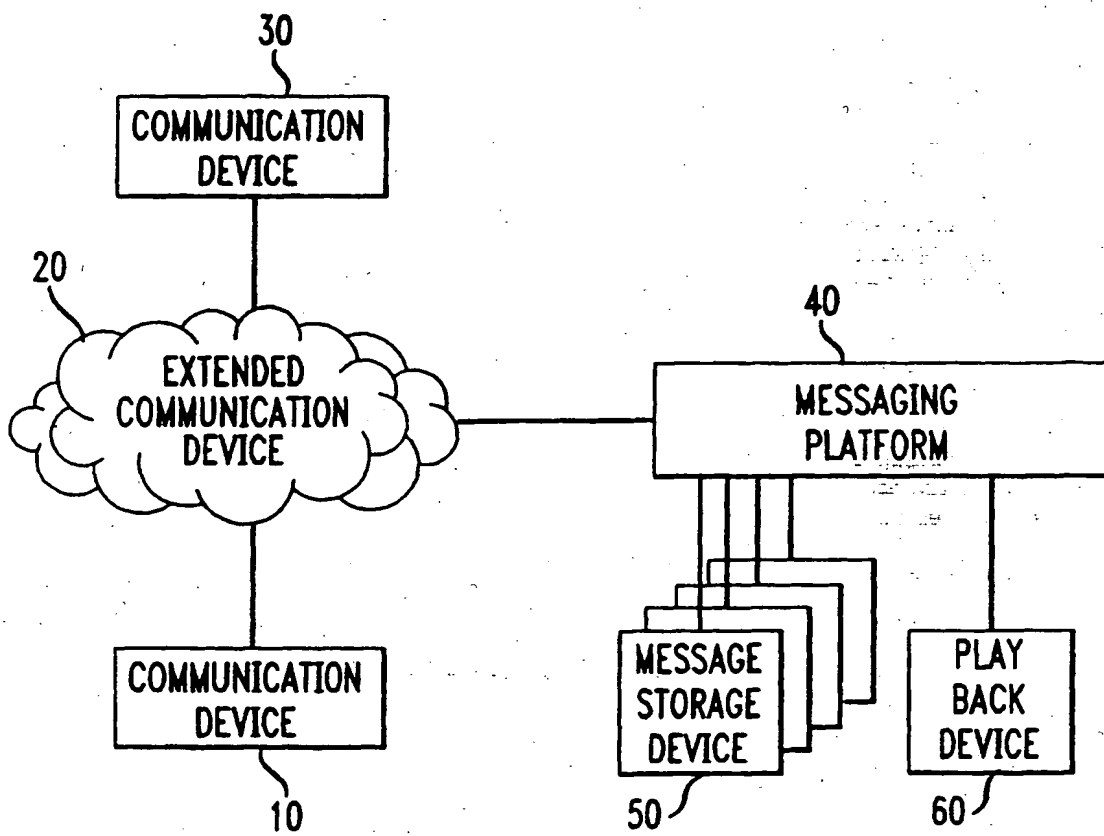 30
COMMUNICATION
DEVICE
20
EXTENDED
COMMUNICATION
DEVICE
40
MESSAGING
PLATFORM
COMMUNICATION
DEVICE
10
MESSAGE
STORAGE
DEVICE
50
PLAY
BACK
DEVICE
60